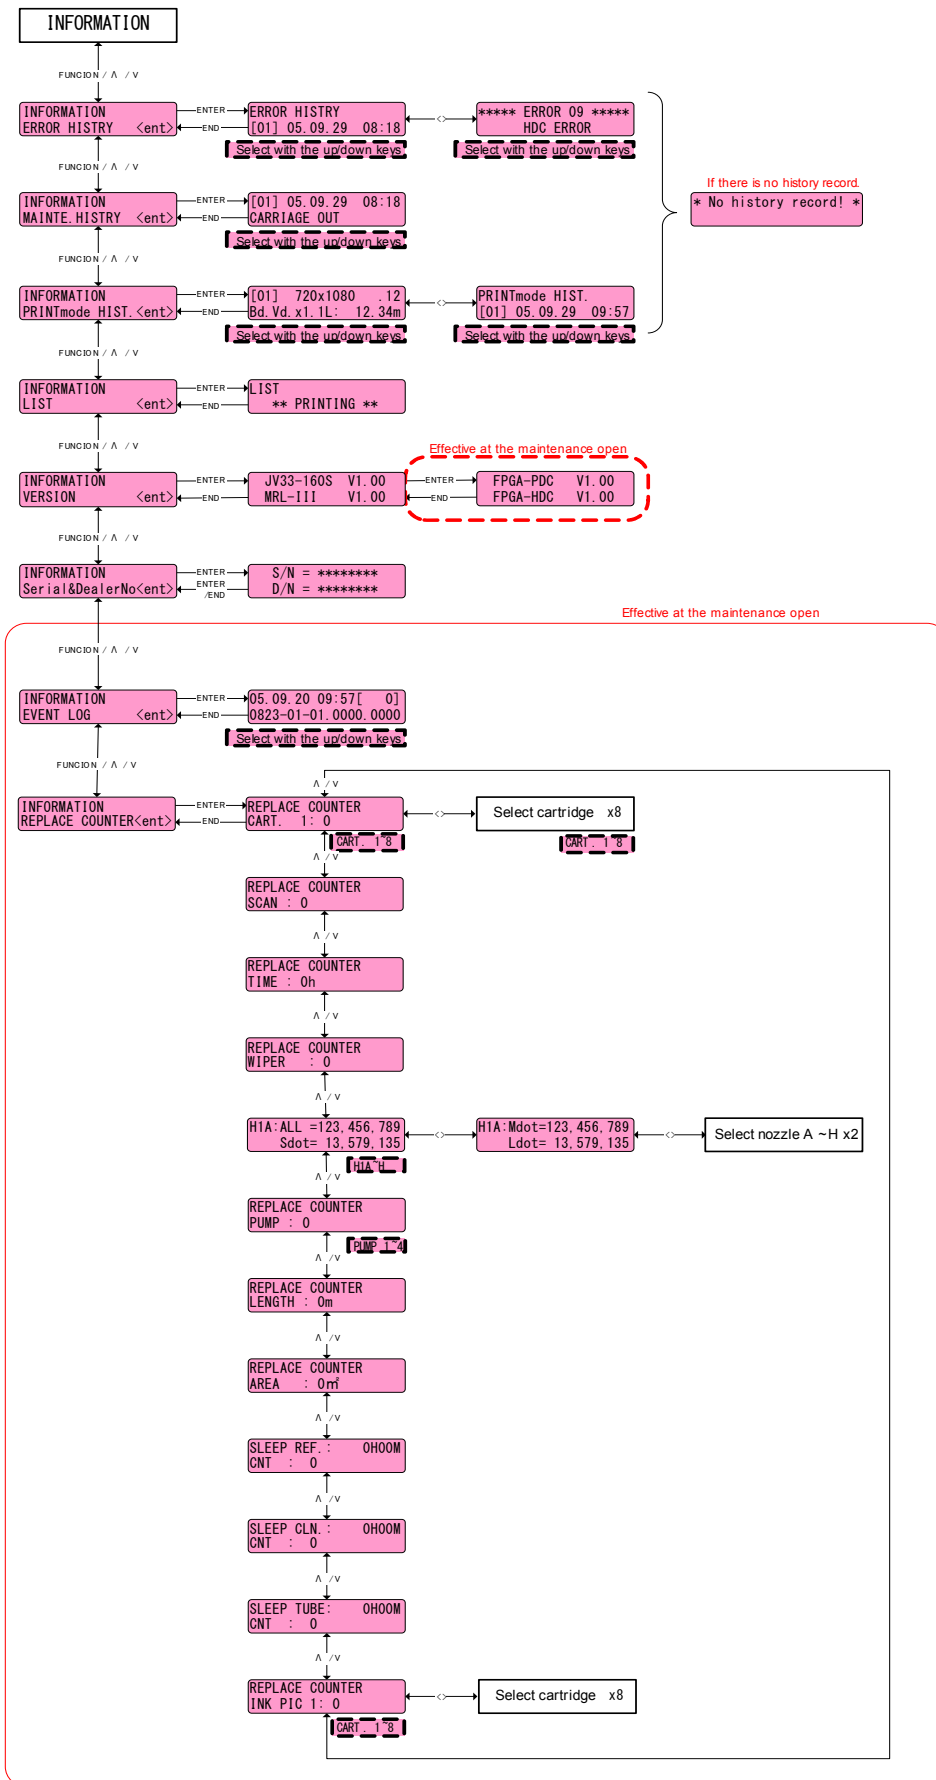 INFORMATION
FUNCION / Λ / V
INFORMATION
ERROR HISTRY <ent>
ENTER
END
ERROR HISTRY
[01] 05.09.29 08:18
Select with the up/down keys
<>
***** ERROR 09 *****
HDC ERROR
Select with the up/down keys
FUNCION / Λ / V
If there is no history record.
* No history record! *
INFORMATION
MAINTE.HISTRY <ent>
ENTER
END
[01] 05.09.29 08:18
CARRIAGE OUT
Select with the up/down keys
FUNCION / Λ / V
INFORMATION
PRINTmode HIST.<ent>
ENTER
END
[01] 720x1080 .12
Bd.Vd.x1.1L: 12.34m
Select with the up/down keys
<>
PRINTmode HIST.
[01] 05.09.29 09:57
Select with the up/down keys
FUNCION / Λ / V
INFORMATION
LIST <ent>
ENTER
END
LIST
** PRINTING **
FUNCION / Λ / V
Effective at the maintenance open
INFORMATION
VERSION <ent>
ENTER
END
JV33-160S V1.00
MRL-III V1.00
ENTER
END
FPGA-PDC V1.00
FPGA-HDC V1.00
FUNCION / Λ / V
INFORMATION
Serial&DealerNo<ent>
ENTER
ENTER
/END
S/N = ********
D/N = ********
Effective at the maintenance open
FUNCION / Λ / V
INFORMATION
EVENT LOG <ent>
ENTER
END
05.09.20 09:57[ 0]
0823-01-01.0000.0000
Select with the up/down keys
FUNCION / Λ / V
Λ / V
INFORMATION
REPLACE COUNTER<ent>
ENTER
END
REPLACE COUNTER
CART. 1: 0
<>
Select cartridge x8
CART. 1~8
CART. 1~8
Λ / V
REPLACE COUNTER
SCAN : 0
Λ / V
REPLACE COUNTER
TIME : 0h
Λ / V
REPLACE COUNTER
WIPER : 0
Λ / V
H1A:ALL =123,456,789
Sdot= 13,579,135
<>
H1A:Mdot=123,456,789
Ldot= 13,579,135
<>
Select nozzle A ~H x2
H1A~H
Λ / V
REPLACE COUNTER
PUMP : 0
PUMP 1~4
Λ / V
REPLACE COUNTER
LENGTH : 0m
Λ / V
REPLACE COUNTER
AREA : 0㎡
Λ / V
SLEEP REF.: 0H00M
CNT : 0
Λ / V
SLEEP CLN.: 0H00M
CNT : 0
Λ / V
SLEEP TUBE: 0H00M
CNT : 0
Λ / V
REPLACE COUNTER
INK PIC 1: 0
<>
Select cartridge x8
CART. 1~8